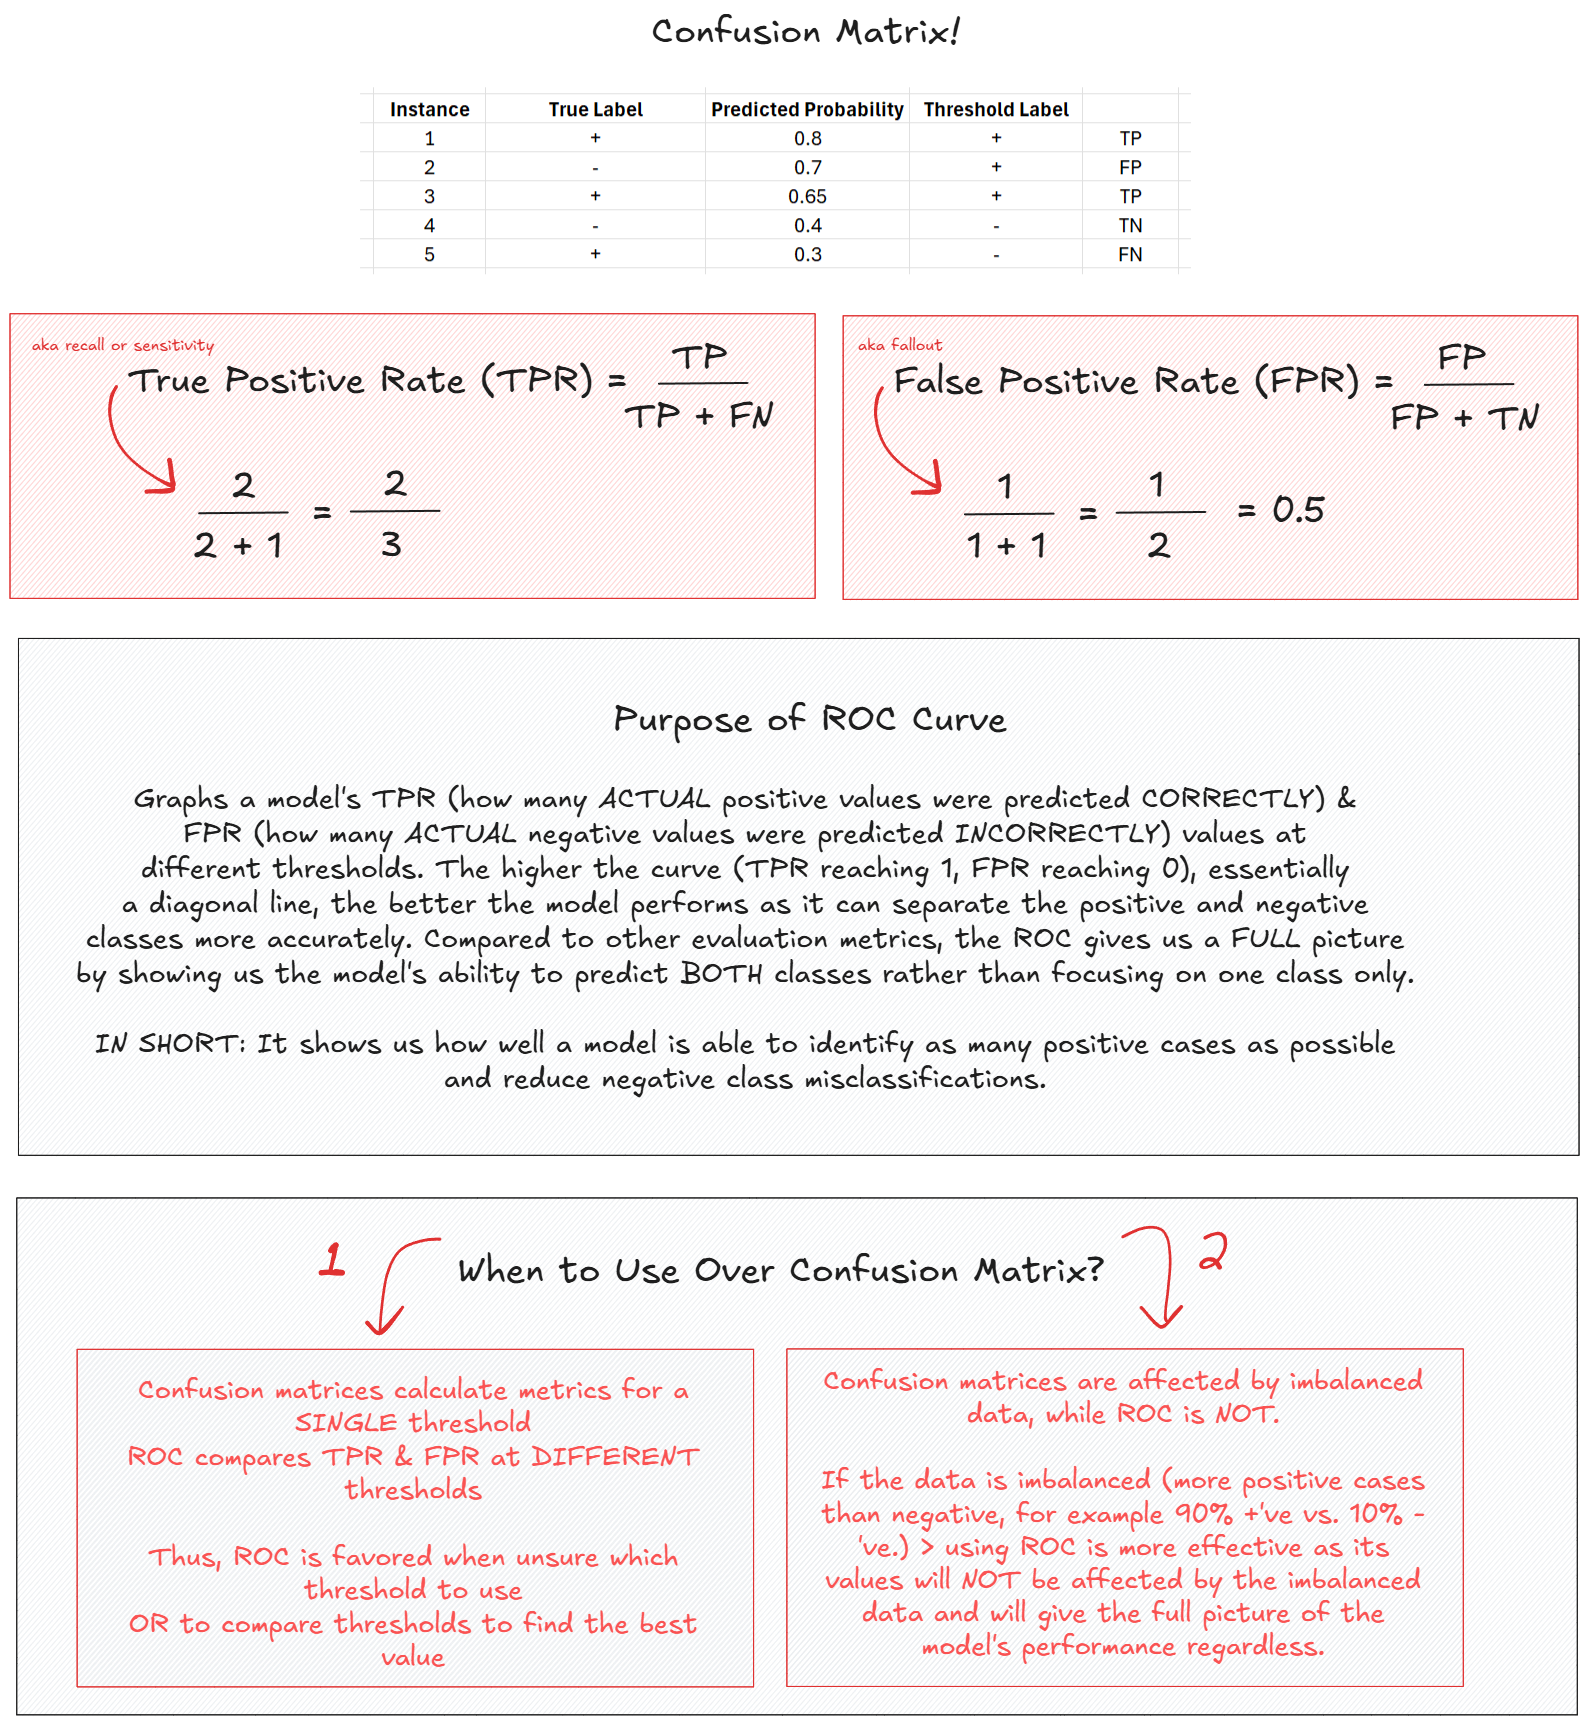 Confusion Matrix!
Instance True Label Predicted Probability Threshold Label
1 + 0.8 + TP
2 - 0.7 + FP
3 + 0.65 + TP
4 - 0.4 - TN
5 + 0.3 - FN
aka recall or sensitivity
True Positive Rate (TPR) = TP
TP + FN
2
2 + 1
=
2
3
aka fallout
False Positive Rate (FPR) = FP
FP + TN
1
1 + 1
=
1
2
= 0.5
Purpose of ROC Curve
Graphs a model's TPR (how many ACTUAL positive values were predicted CORRECTLY) &
FPR (how many ACTUAL negative values were predicted INCORRECTLY) values at
different thresholds. The higher the curve (TPR reaching 1, FPR reaching 0), essentially
a diagonal line, the better the model performs as it can separate the positive and negative
classes more accurately. Compared to other evaluation metrics, the ROC gives us a FULL picture
by showing us the model's ability to predict BOTH classes rather than focusing on one class only.
IN SHORT: It shows us how well a model is able to identify as many positive cases as possible
and reduce negative class misclassifications.
When to Use Over Confusion Matrix?
1
Confusion matrices calculate metrics for a
SINGLE threshold
ROC compares TPR & FPR at DIFFERENT
thresholds
Thus, ROC is favored when unsure which
threshold to use
OR to compare thresholds to find the best
value
2
Confusion matrices are affected by imbalanced
data, while ROC is NOT.
If the data is imbalanced (more positive cases
than negative, for example 90% +'ve vs. 10% -
've.) > using ROC is more effective as its
values will NOT be affected by the imbalanced
data and will give the full picture of the
model's performance regardless.